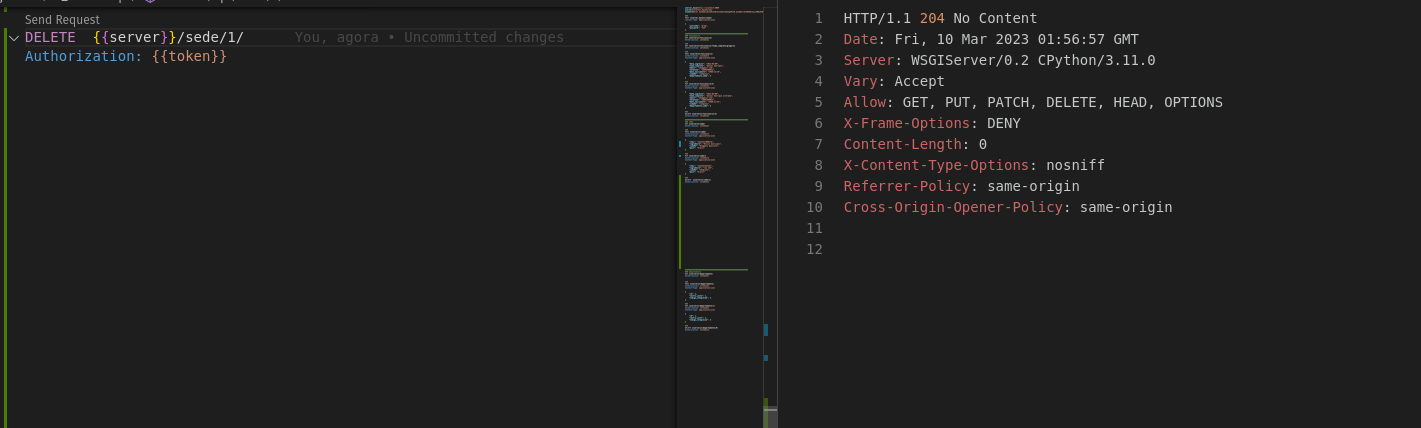 Send Request
DELETE  {{server}}/sede/1/ You, agora • Uncommitted changes
Authorization: {{token}}
1 HTTP/1.1 204 No Content
2 Date: Fri, 10 Mar 2023 01:56:57 GMT
3 Server: WSGIServer/0.2 CPython/3.11.0
4 Vary: Accept
5 Allow: GET, PUT, PATCH, DELETE, HEAD, OPTIONS
6 X-Frame-Options: DENY
7 Content-Length: 0
8 X-Content-Type-Options: nosniff
9 Referrer-Policy: same-origin
10 Cross-Origin-Opener-Policy: same-origin
11
12